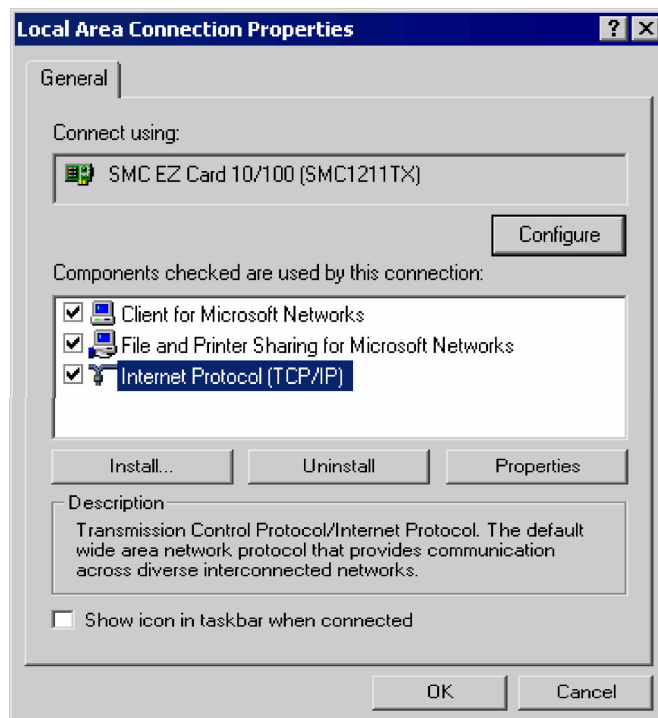 Local Area Connection Properties
General
Connect using:
SMC EZ Card 10/100 (SMC1211TX)
Configure
Components checked are used by this connection:
Client for Microsoft Networks
File and Printer Sharing for Microsoft Networks
Internet Protocol (TCP/IP)
Install... Uninstall Properties
Description
Transmission Control Protocol/Internet Protocol. The default
wide area network protocol that provides communication
across diverse interconnected networks.
Show icon in taskbar when connected
OK Cancel